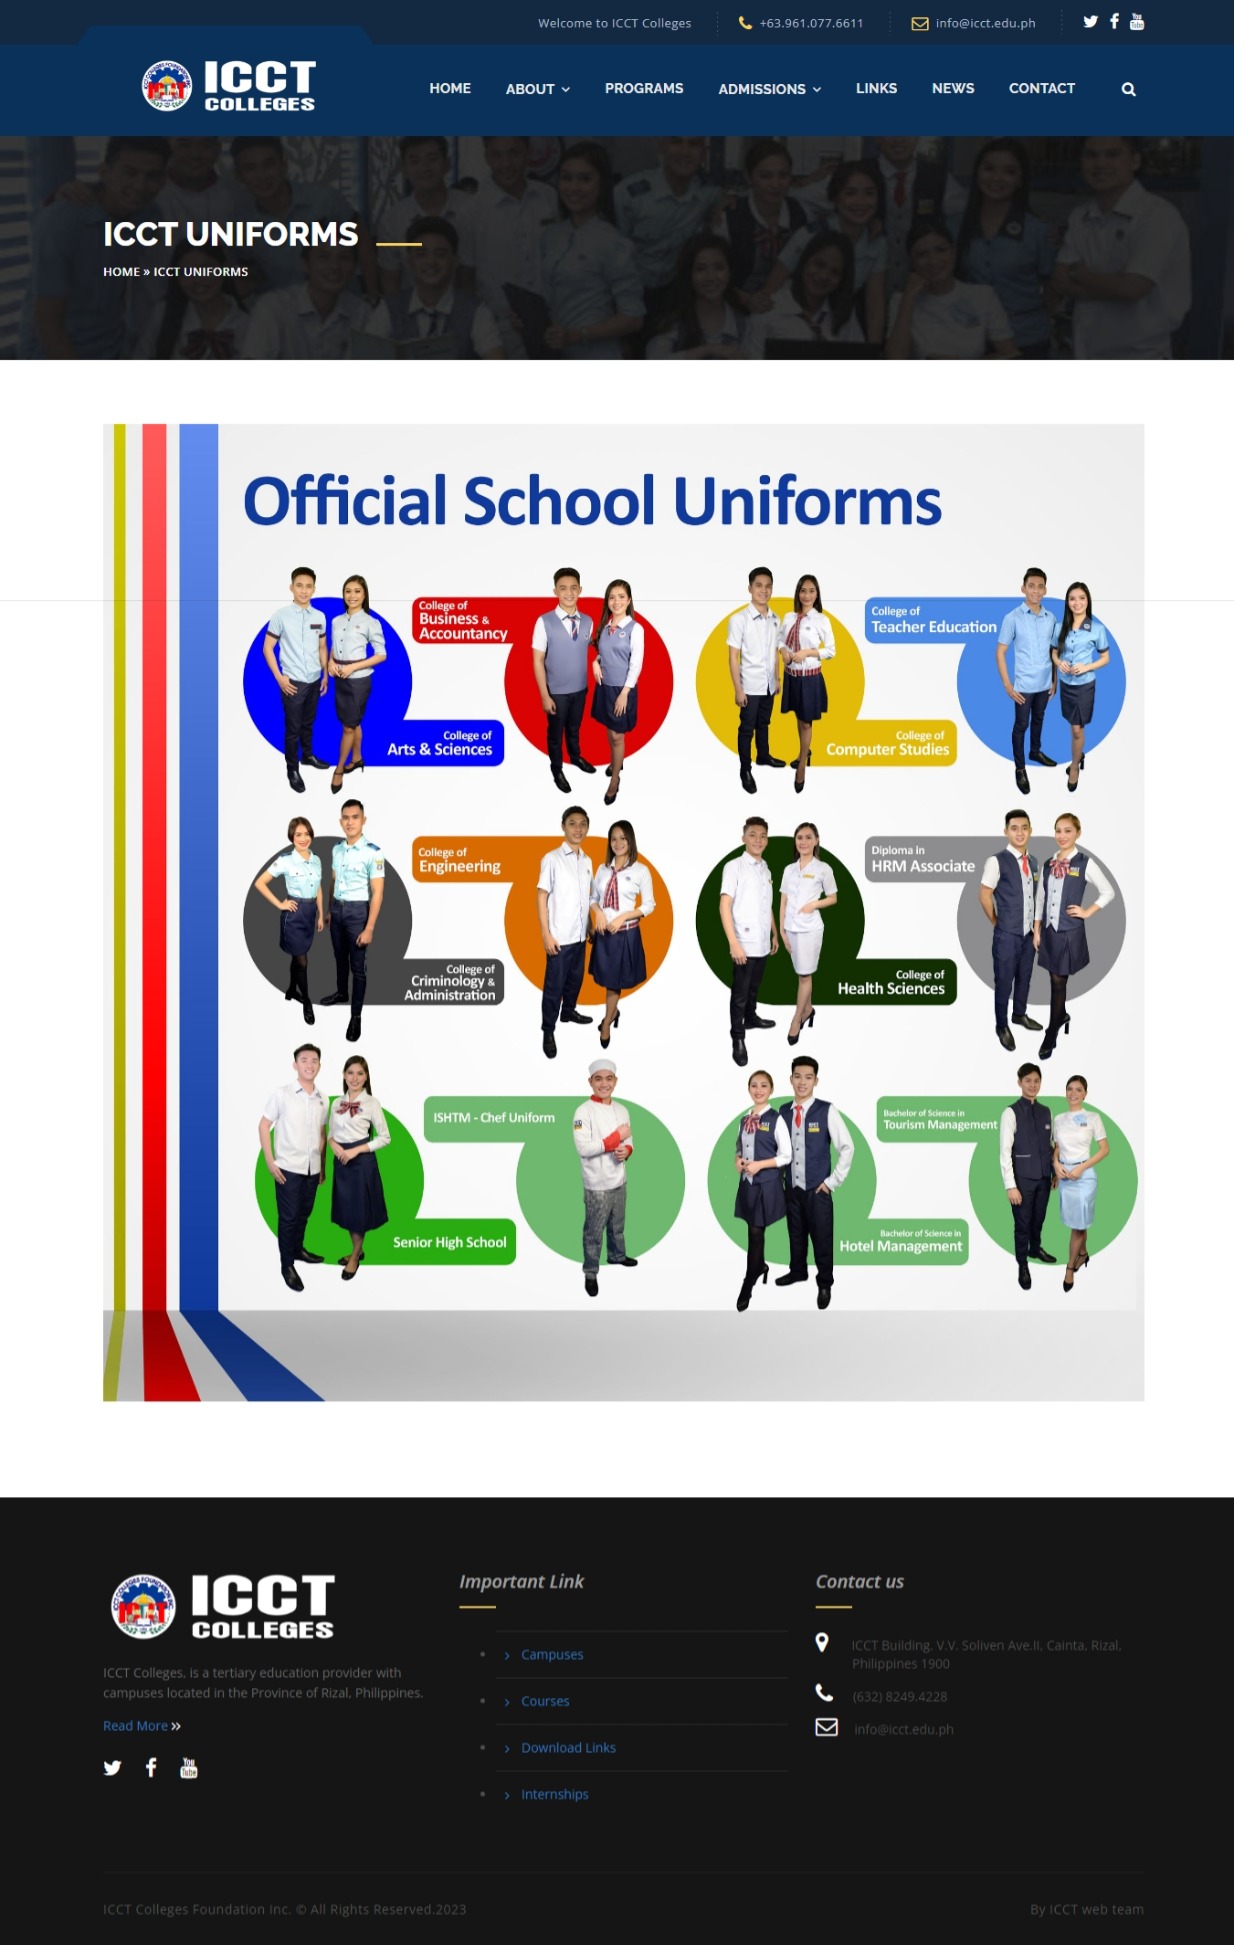 Welcome to ICCT Colleges
+63.961.077.6611
info@icct.edu.ph
ICCT
COLLEGES
HOME
ABOUT
PROGRAMS
ADMISSIONS
LINKS
NEWS
CONTACT
ICCT UNIFORMS
HOME » ICCT UNIFORMS
Official School Uniforms
College of
Arts & Sciences
College of
Business &
Accountancy
College of
Computer Studies
College of
Teacher Education
College of
Criminology &
Administration
College of
Engineering
College of
Health Sciences
Diploma in
HRM Associate
Senior High School
ISHTM - Chef Uniform
Bachelor of Science in
Hotel Management
Bachelor of Science in
Tourism Management
ICCT
COLLEGES
ICCT Colleges, is a tertiary education provider with
campuses located in the Province of Rizal, Philippines.
Read More »
Important Link
Campuses
Courses
Download Links
Internships
Contact us
ICCT Building. V.V. Soliven Ave.II, Cainta, Rizal,
Philippines 1900
(632) 8249.4228
info@icct.edu.ph
ICCT Colleges Foundation Inc. © All Rights Reserved.2023
By ICCT web team